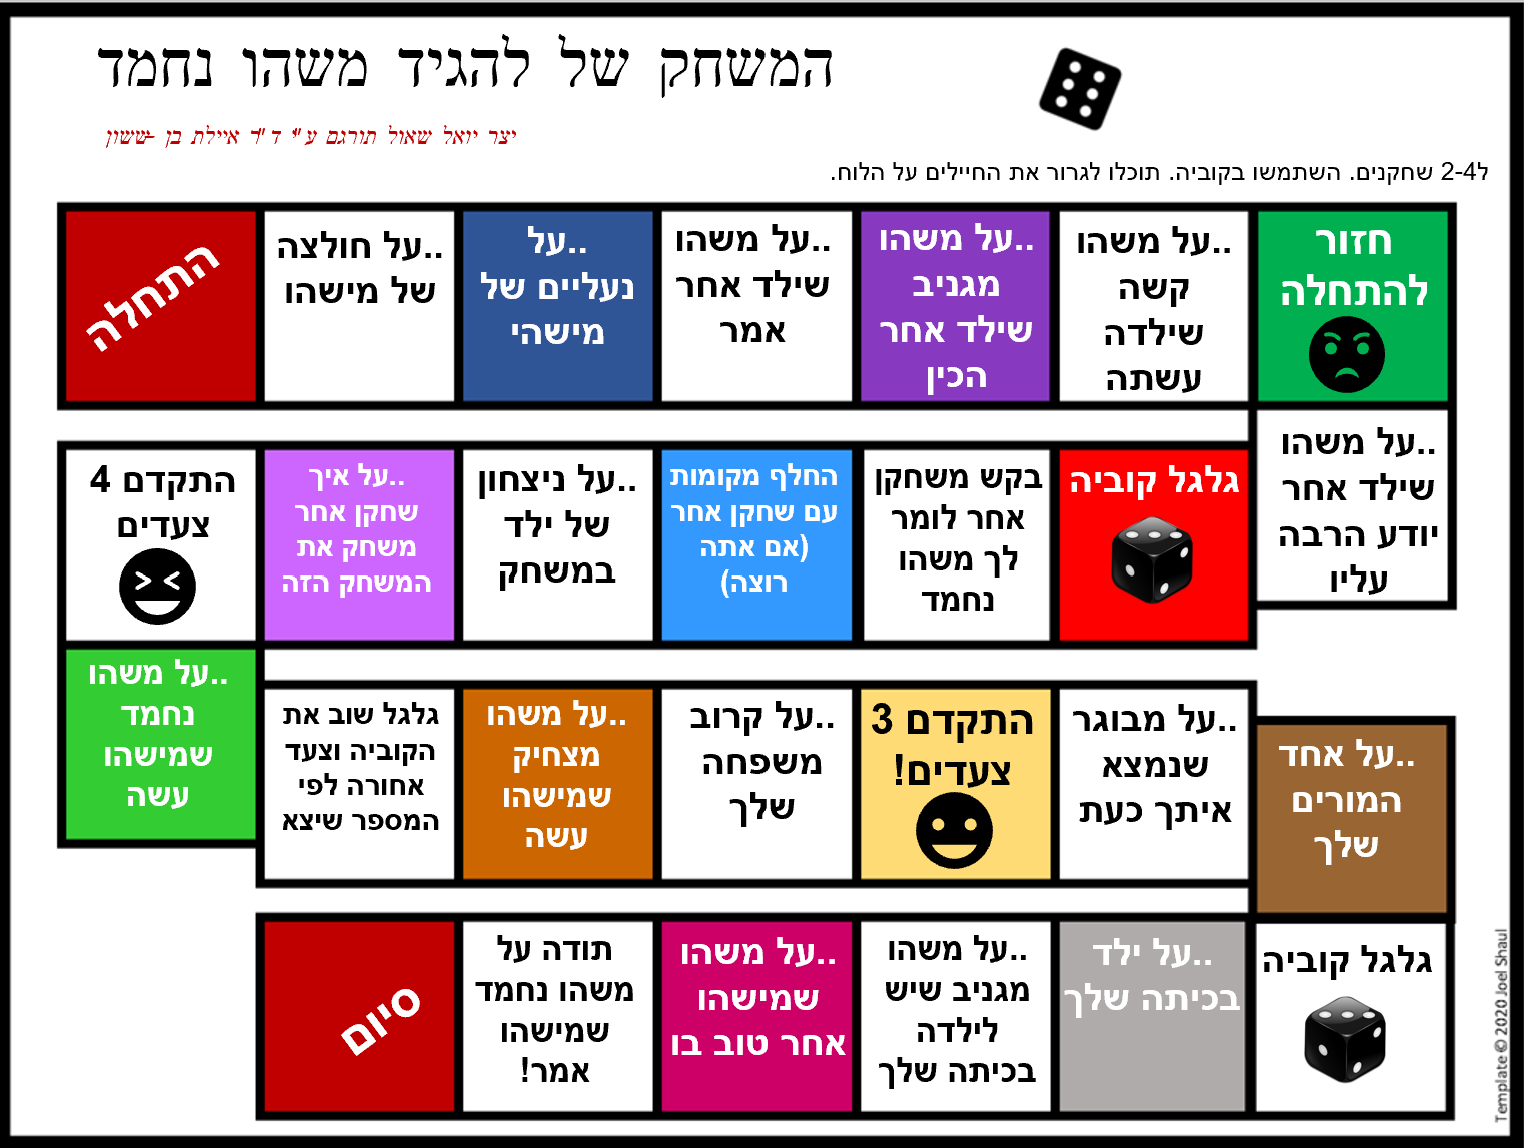 המשחק של להגיד משהו נחמד
יצר יואל שאול תורגם ע"י ד"ר איילת בן -ששון
ל2-4 שחקנים. השתמשו בקוביה. תוכלו לגרור את החיילים על הלוח.
התחלה
..על חולצה
של מישהו
..על
נעליים של
מישהי
..על משהו
שילד אחר
אמר
..על משהו
מגניב
שילד אחר
הכין
..על משהו
קשה
שילדה
עשתה
חזור
להתחלה
..על משהו
שילד אחר
יודע הרבה
עליו
גלגל קוביה
בקש משחקן
אחר לומר
לך משהו
נחמד
החלף מקומות
עם שחקן אחר
(אם אתה
רוצה)
..על ניצחון
של ילד
במשחק
..על איך
שחקן אחר
משחק את
המשחק הזה
התקדם 4
צעדים
..על משהו
נחמד
שמישהו
עשה
גלגל שוב את
הקוביה וצעד
אחורה לפי
המספר שיצא
..על משהו
מצחיק
שמישהו
עשה
..על קרוב
משפחה
שלך
התקדם 3
צעדים!
..על מבוגר
שנמצא
איתך כעת
..על אחד
המורים
שלך
גלגל קוביה
..על ילד
בכיתה שלך
..על משהו
מגניב שיש
לילדה
בכיתה שלך
..על משהו
שמישהו
אחר טוב בו
תודה על
משהו נחמד
שמישהו
אמר!
סיום
Template © 2020 Joel Shaul